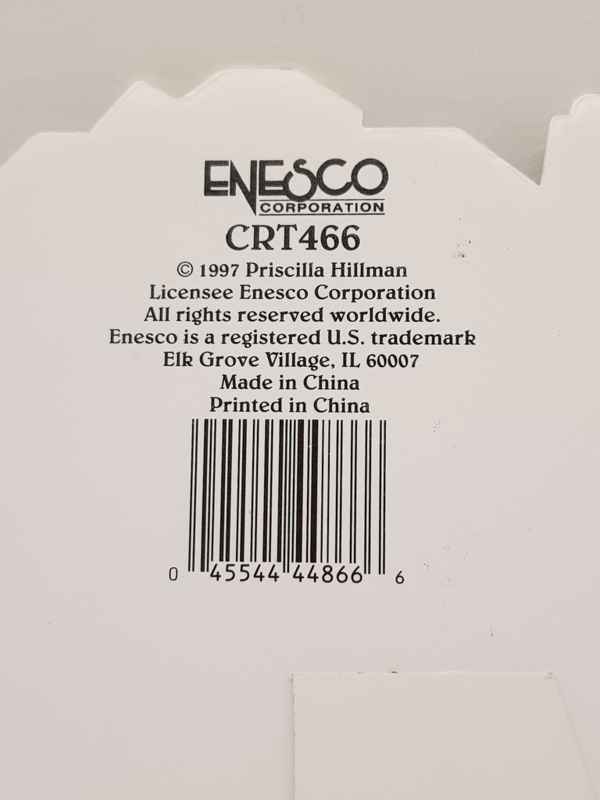 ENESCO
CORPORATION
CRT466
© 1997 Priscilla Hillman
Licensee Enesco Corporation
All rights reserved worldwide.
Enesco is a registered U.S. trademark
Elk Grove Village, IL 60007
Made in China
Printed in China
0 45544 44866 6